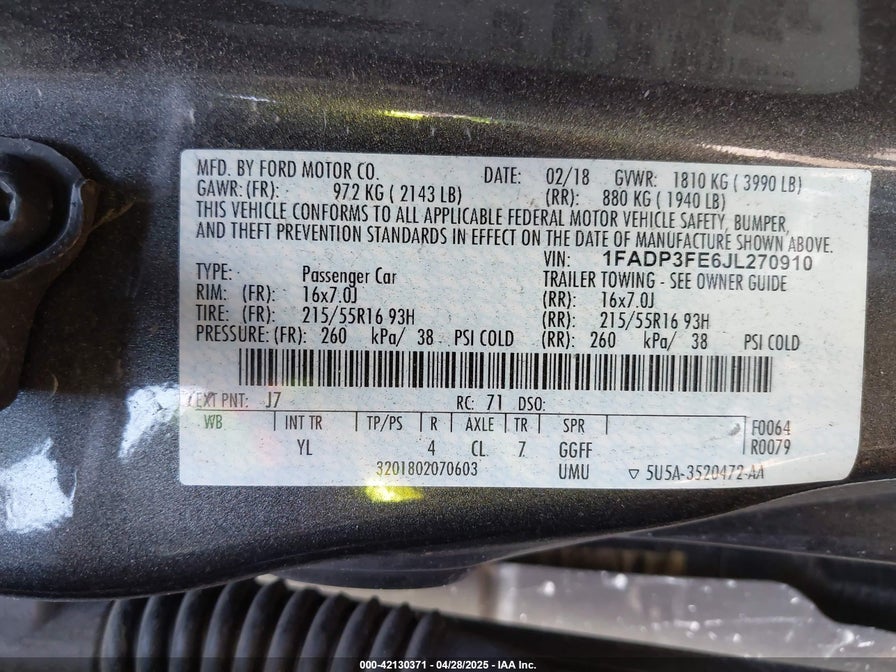 MFD. BY FORD MOTOR CO. DATE: 02/18 GVWR: 1810 KG ( 3990 LB)
GAWR: (FR): 972 KG ( 2143 LB) (RR): 880 KG ( 1940 LB)
THIS VEHICLE CONFORMS TO ALL APPLICABLE FEDERAL MOTOR VEHICLE SAFETY, BUMPER,
AND THEFT PREVENTION STANDARDS IN EFFECT ON THE DATE OF MANUFACTURE SHOWN ABOVE.
VIN: 1FADP3FE6JL270910
TYPE: Passenger Car TRAILER TOWING - SEE OWNER GUIDE
RIM: (FR): 16x7.0J (RR): 16x7.0J
TIRE: (FR): 215/55R16 93H (RR): 215/55R16 93H
PRESSURE: (FR): 260 kPa/ 38 PSI COLD (RR): 260 kPa/ 38 PSI COLD
EXT PNT: J7 RC: 71 DSO:
WB INT TR TP/PS R AXLE TR SPR F0064
YL 4 CL 7 GGFF R0079
3201802070603 UMU ▽ 5U5A-3520472-AA
000-42130371 - 04/28/2025 - IAA Inc.